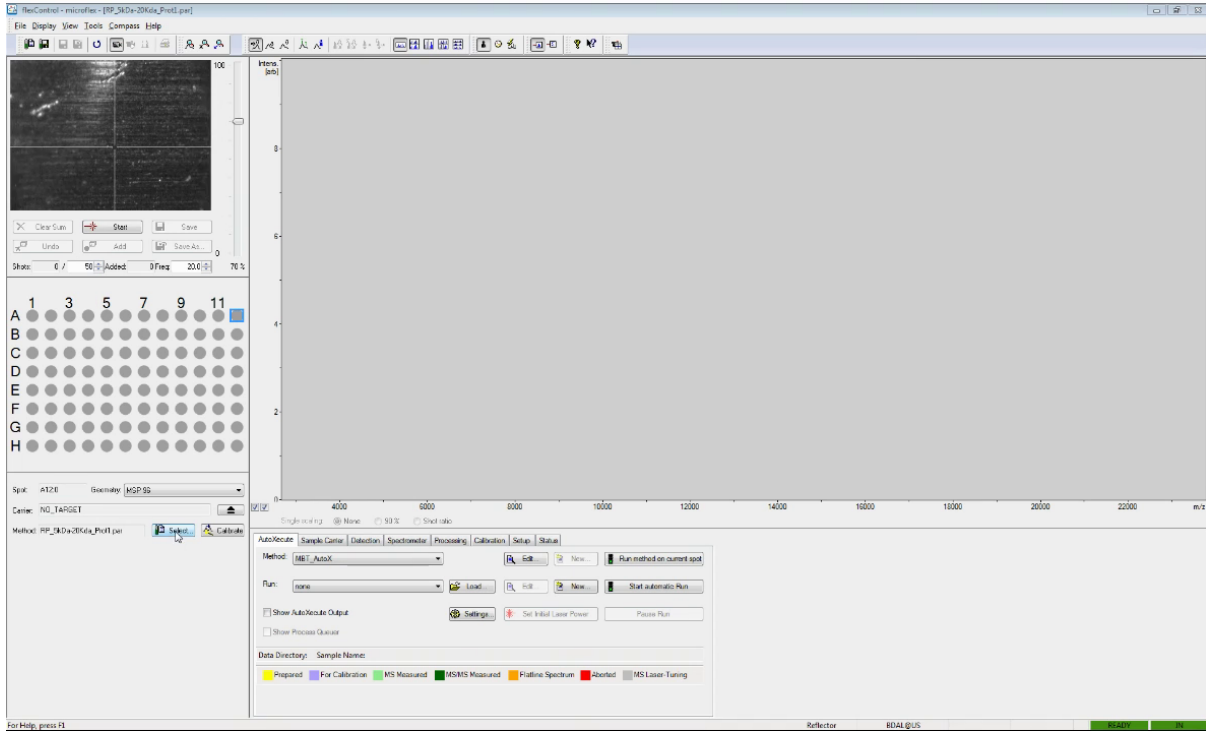 flexControl - microflex - [RP_5kDa-20Kda_Prot1.par]
File Display View Tools Compass Help
100
Clear Sum Start Save
Undo Add Save As...
0
Shots: 0 / 50 Added: 0 Freq: 20.0 70 %
1 3 5 7 9 11
A
B
C
D
E
F
G
H
Spot: A12:0 Geometry: MSP 96
Carrier: NO_TARGET
Method: RP_5kDa-20Kda_Prot1.par Select... Calibrate
Intens.
[arb]
8
6
4
2
0
4000 6000 8000 10000 12000 14000 16000 18000 20000 22000 m/z
None 50 % Shot ratio
AutoXecute Sample Carrier Detection Spectrometer Processing Calibration Setup Status
Method: MBT_AutoX Edit... New... Run method on current spot
Run: none Load... Edit New... Start automatic Run
Show AutoXecute Output Settings... Set Initial Laser Power Pause Run
Show Process Queuer
Data Directory: Sample Name:
Prepared For Calibration MS Measured MS/MS Measured Flatline Spectrum Aborted MS Laser-Tuning
For Help, press F1 Reflector BDAL@US READY IN